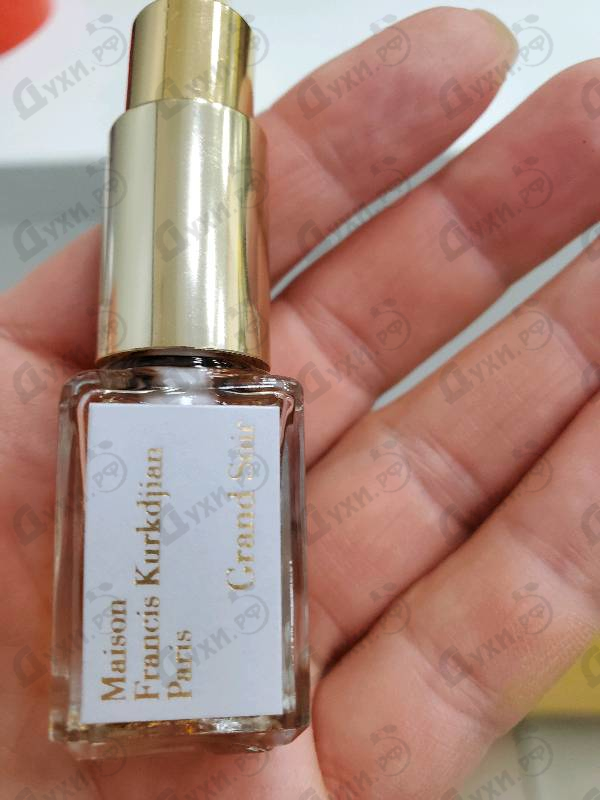 Maison
Francis Kurkdjian
Paris
Grand Soir
Духи.РФ